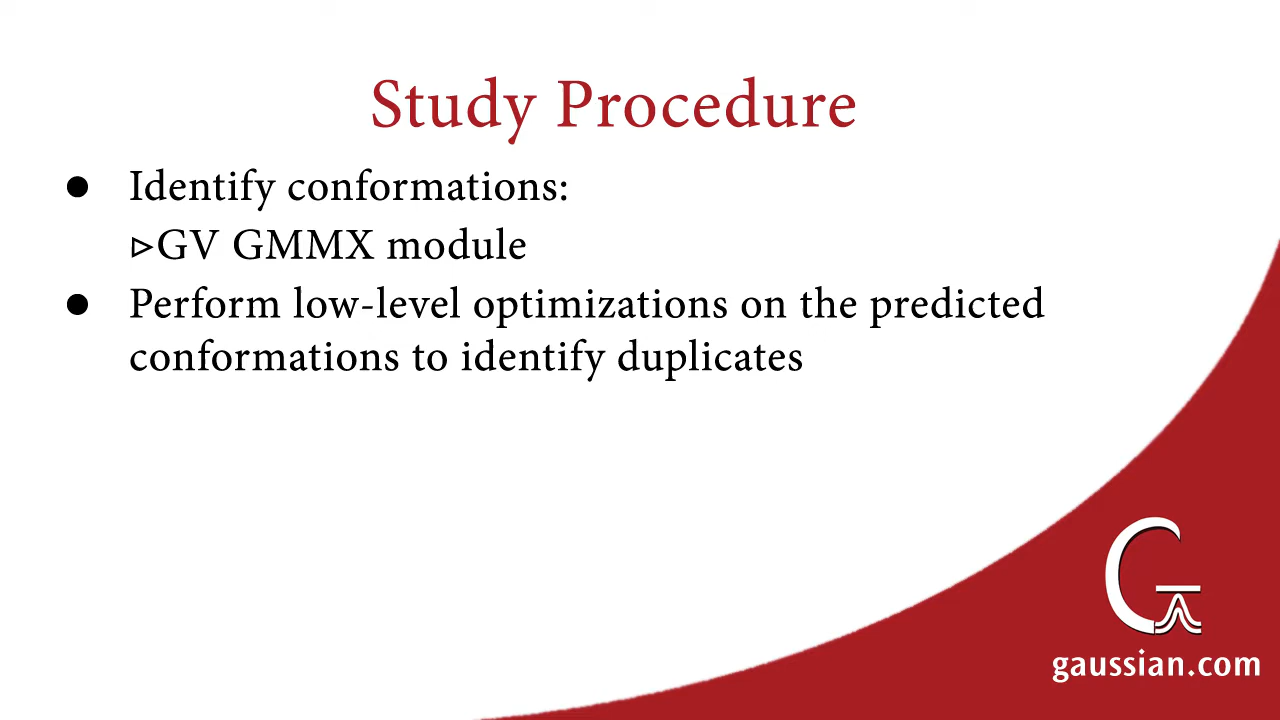 Study Procedure
● Identify conformations:
▹GV GMMX module
● Perform low-level optimizations on the predicted
conformations to identify duplicates
G
gaussian.com